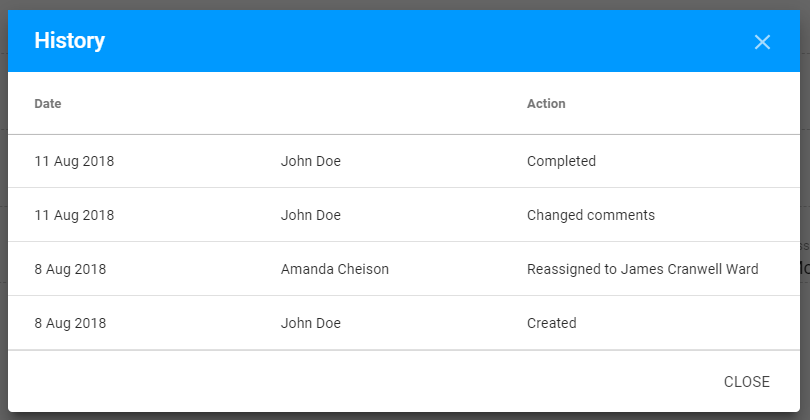 History
Date Action
11 Aug 2018 John Doe Completed
11 Aug 2018 John Doe Changed comments
8 Aug 2018 Amanda Cheison Reassigned to James Cranwell Ward
8 Aug 2018 John Doe Created
CLOSE